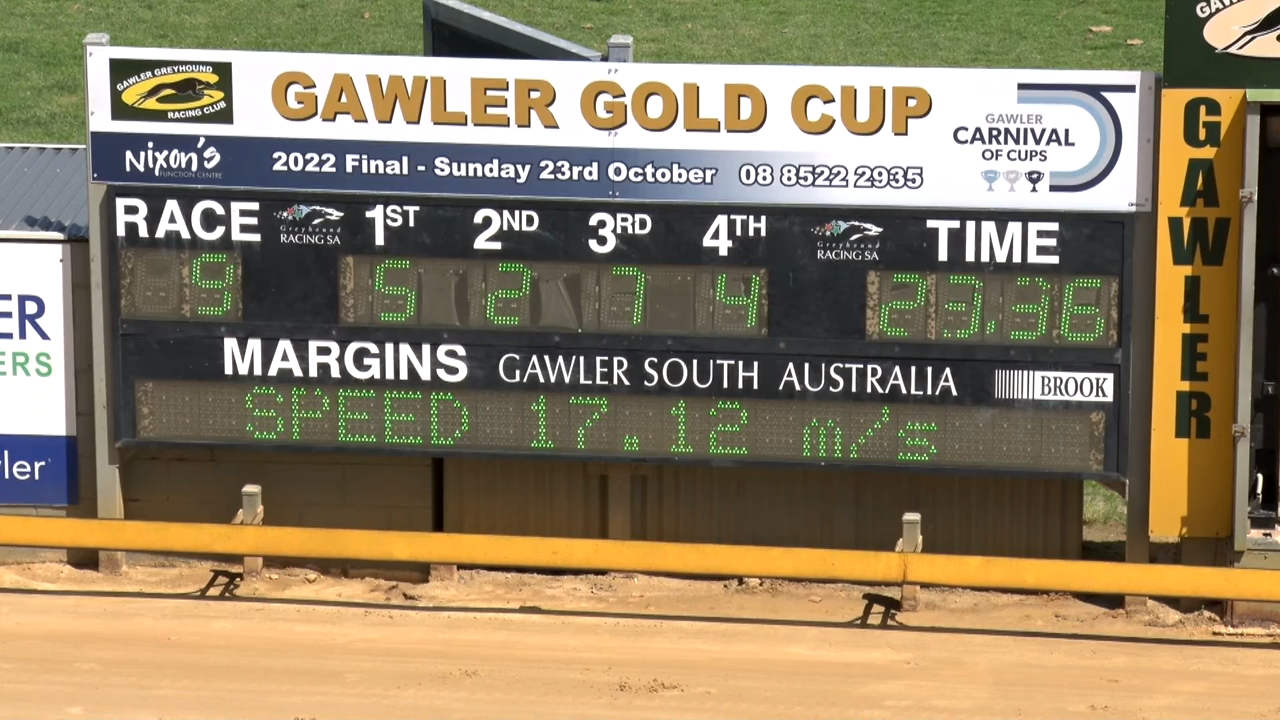 GAWLER GREYHOUND
RACING CLUB
GAWLER GOLD CUP
GAWLER
CARNIVAL
OF CUPS
Nixon's
FUNCTION CENTRE
2022 Final - Sunday 23rd October 08 8522 2935
RACE
Greyhound
RACING SA
1ST 2ND 3RD 4TH
Greyhound
RACING SA
TIME
9 5 2 7 4 23.36
MARGINS GAWLER SOUTH AUSTRALIA BROOK
SPEED 17.12 m/s
GAWLER
ER
ERS
ler